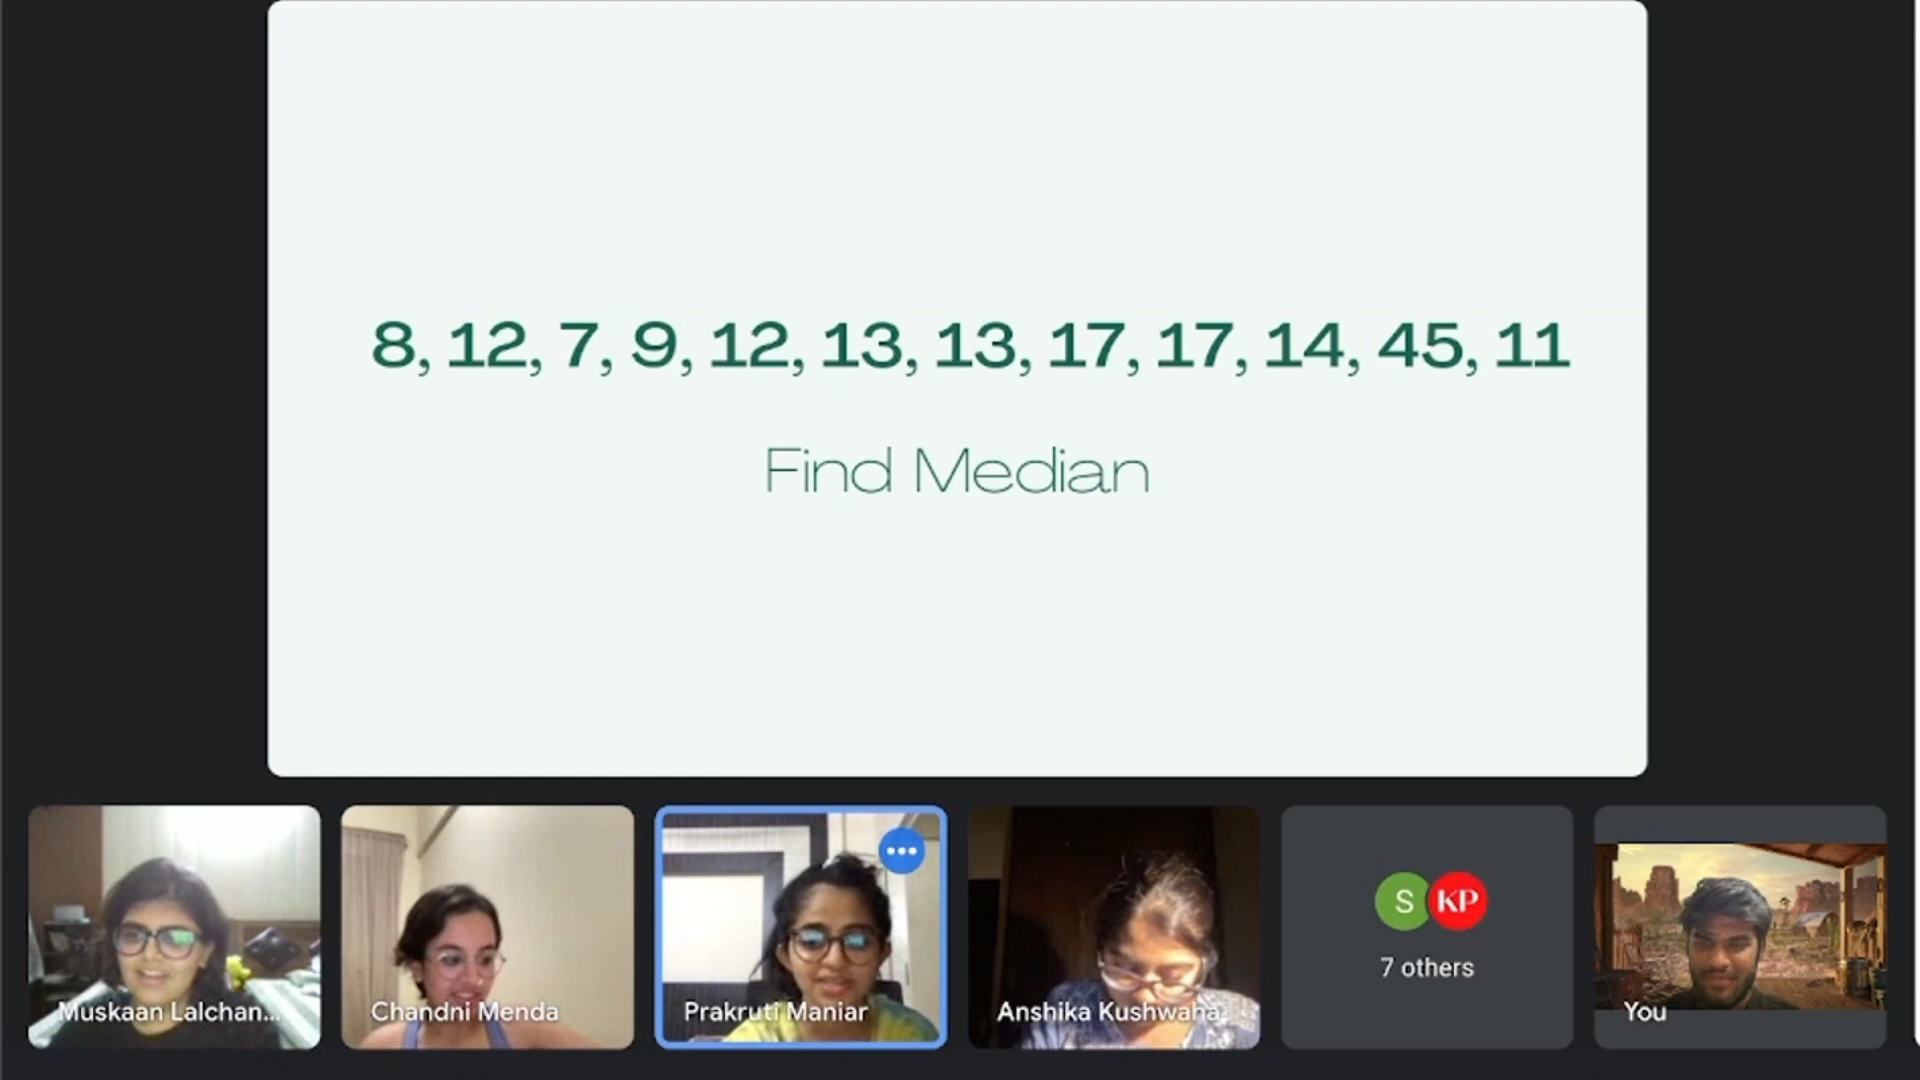 8, 12, 7, 9, 12, 13, 13, 17, 17, 14, 45, 11
Find Median
S KP
7 others
Muskaan Lalchan...
Chandni Menda
Prakruti Maniar
Anshika Kushwaha
You